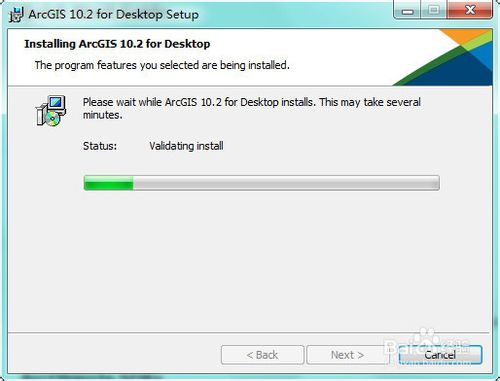 ArcGIS 10.2 for Desktop Setup
Installing ArcGIS 10.2 for Desktop
The program features you selected are being installed.
Please wait while ArcGIS 10.2 for Desktop installs. This may take several
minutes.
Status: Validating install
< Back Next > Cancel